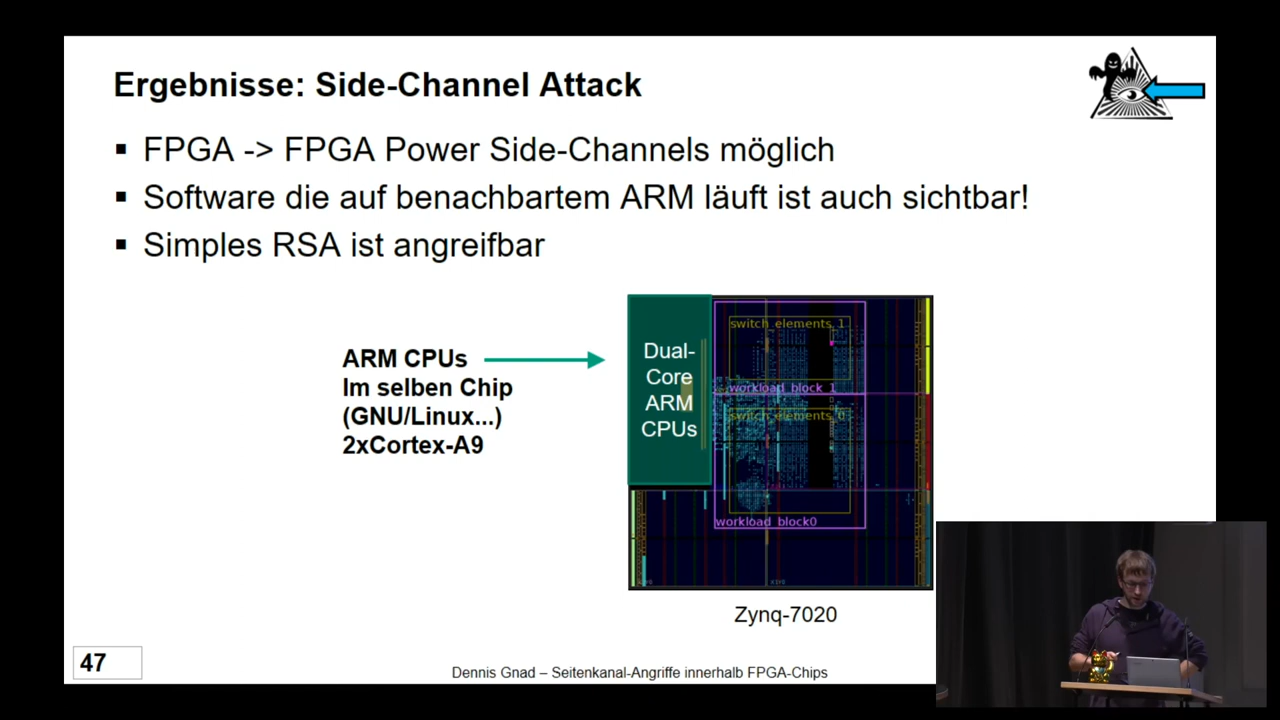 Ergebnisse: Side-Channel Attack
▪ FPGA -> FPGA Power Side-Channels möglich
▪ Software die auf benachbartem ARM läuft ist auch sichtbar!
▪ Simples RSA ist angreifbar
ARM CPUs
Im selben Chip
(GNU/Linux...)
2xCortex-A9
Dual-
Core
ARM
CPUs
switch_elements_1
workload_block_1
switch_elements_0
workload_block0
Zynq-7020
47
Dennis Gnad – Seitenkanal-Angriffe innerhalb FPGA-Chips